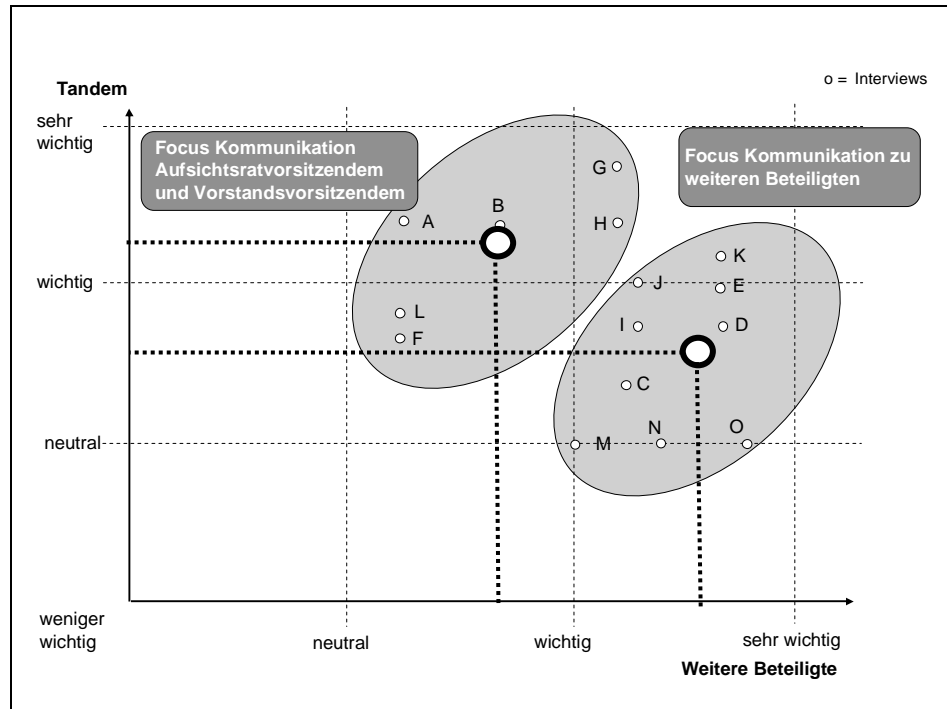 o = Interviews
Tandem
sehr
wichtig
Focus Kommunikation
Aufsichtsratvorsitzendem
und Vorstandsvorsitzendem
Focus Kommunikation zu
weiteren Beteiligten
G
B
A
H
K
wichtig
J
E
L
I
D
F
C
neutral
M
N
O
weniger
wichtig
neutral
wichtig
sehr wichtig
Weitere Beteiligte